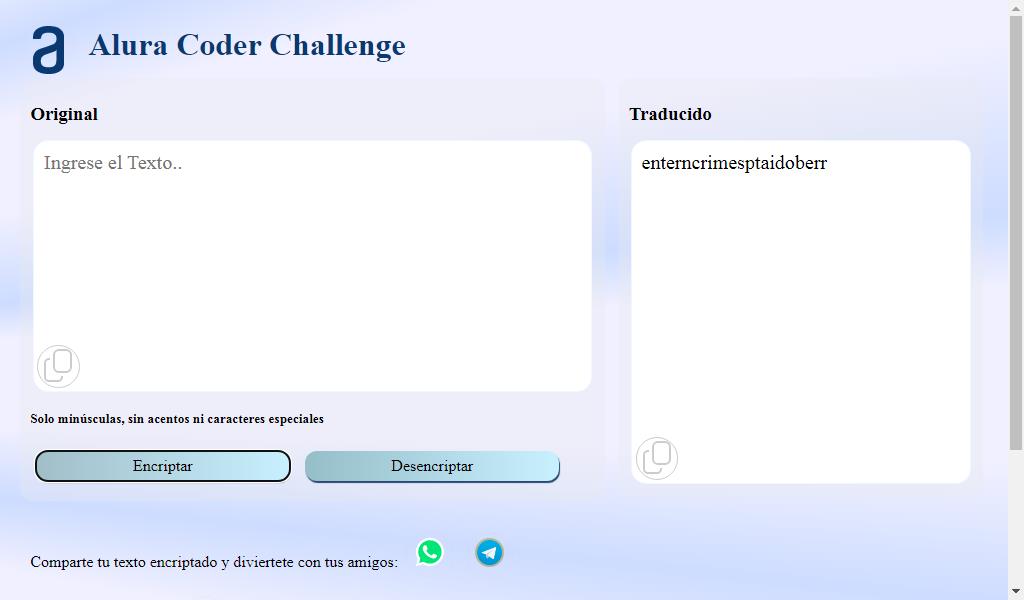 Alura Coder Challenge
Original
Traducido
Ingrese el Texto..
enterncrimesptaidoberr
Solo minúsculas, sin acentos ni caracteres especiales
Encriptar
Desencriptar
Comparte tu texto encriptado y diviertete con tus amigos: